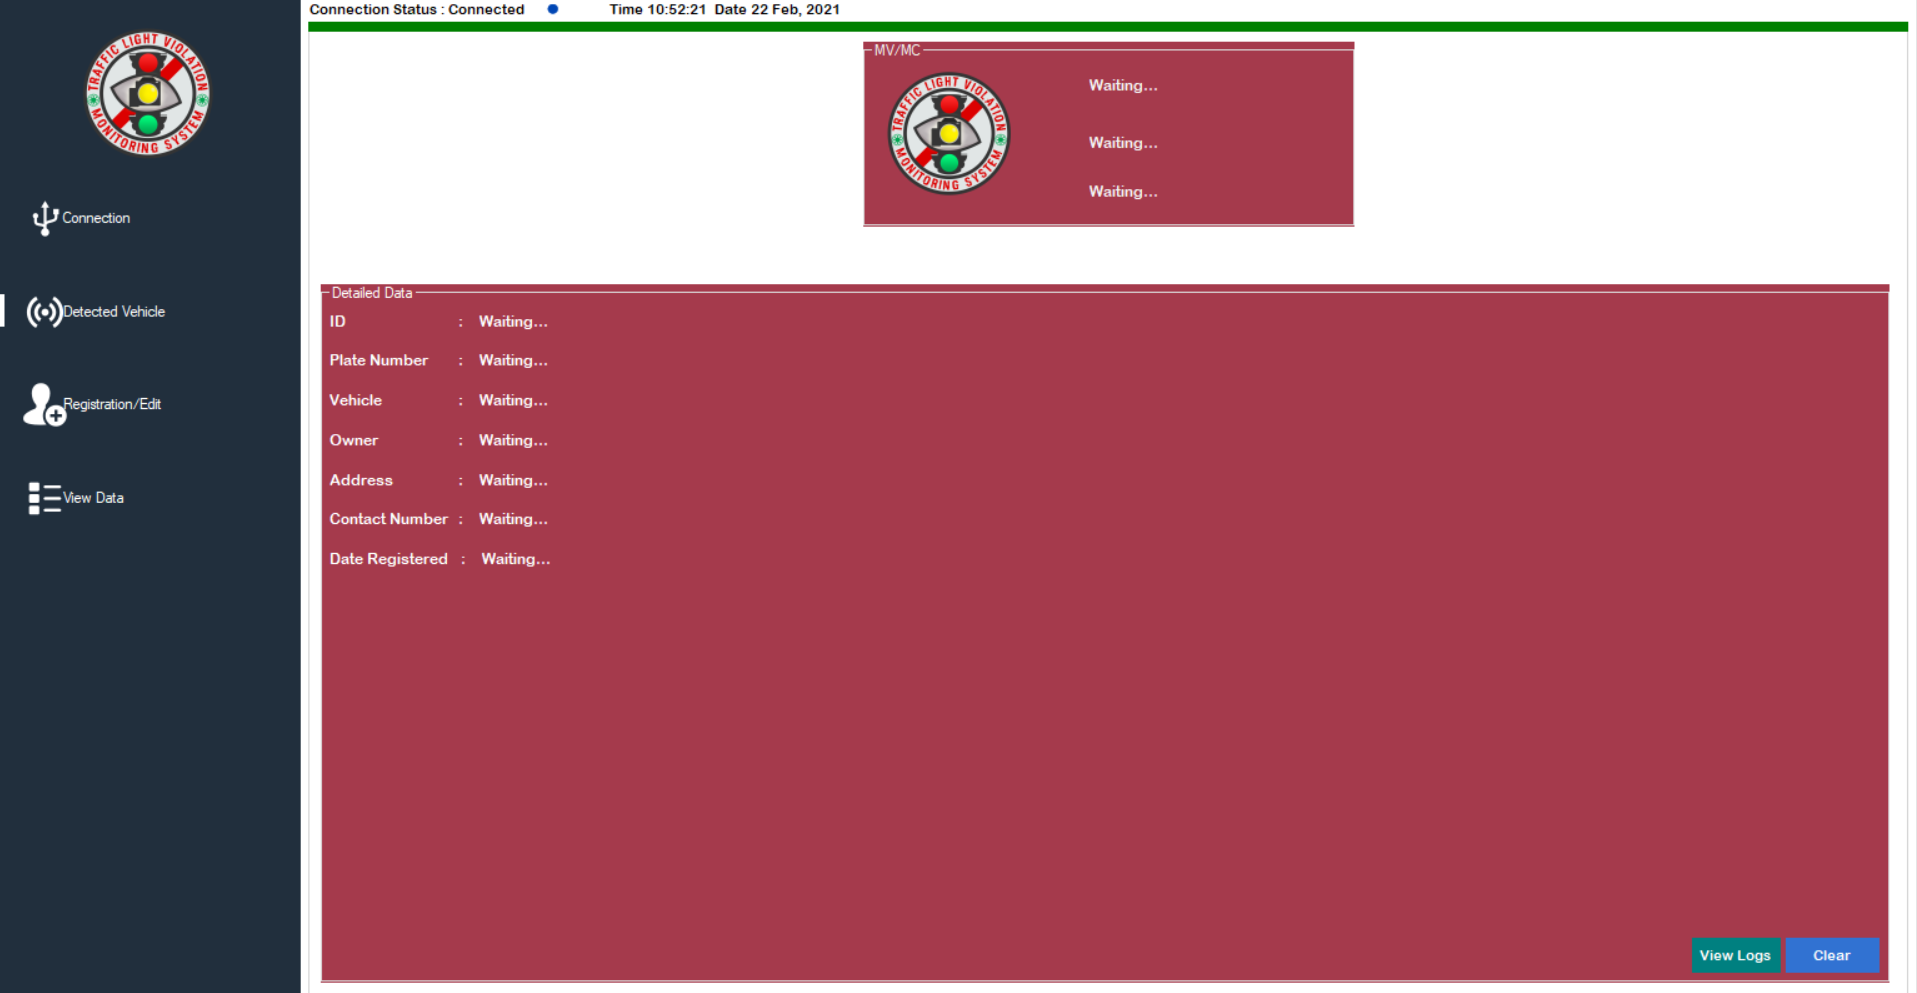 Connection Status : Connected Time 10:52:21 Date 22 Feb, 2021
TRAFFIC LIGHT VIOLATION
MONITORING SYSTEM
Connection
Detected Vehicle
Registration/Edit
View Data
MV/MC
TRAFFIC LIGHT VIOLATION
MONITORING SYSTEM
Waiting...
Waiting...
Waiting...
Detailed Data
ID : Waiting...
Plate Number : Waiting...
Vehicle : Waiting...
Owner : Waiting...
Address : Waiting...
Contact Number : Waiting...
Date Registered : Waiting...
View Logs Clear